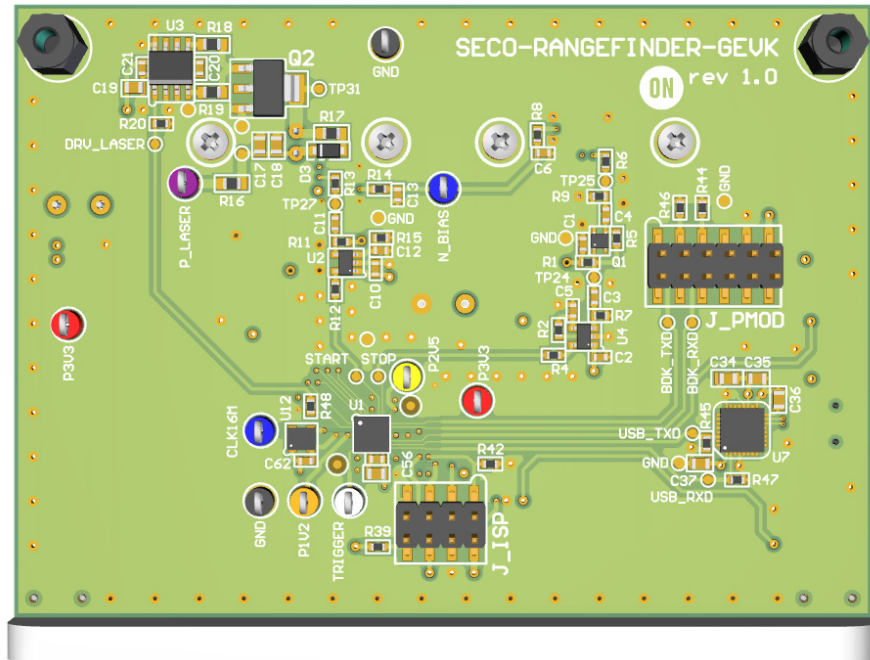 U3
R18
C21
C20
C19
R19
R20
DRV_LASER
Q2
TP31
GND
SECO-RANGEFINDER-GEVK
ON rev 1.0
R17
C17
C18
D3
R16
P_LASER
R13
R14
C13
TP27
GND
N_BIAS
R8
C6
R6
TP25
R9
C4
C1
GND
R5
R1
Q1
TP24
R46
R44
GND
J_PMOD
C11
R11
R15
C12
U2
C10
R12
C5
C3
R7
R2
U4
R4
C2
BDK_TXD
BDK_RXD
P3V3
START
STOP
P2V5
P3V3
C34
C35
C36
CLK16M
U12
R48
U1
C62
C56
R42
USB_TXD
R45
U7
GND
C37
R47
USB_RXD
GND
P1V2
TRIGGER
R39
J_ISP